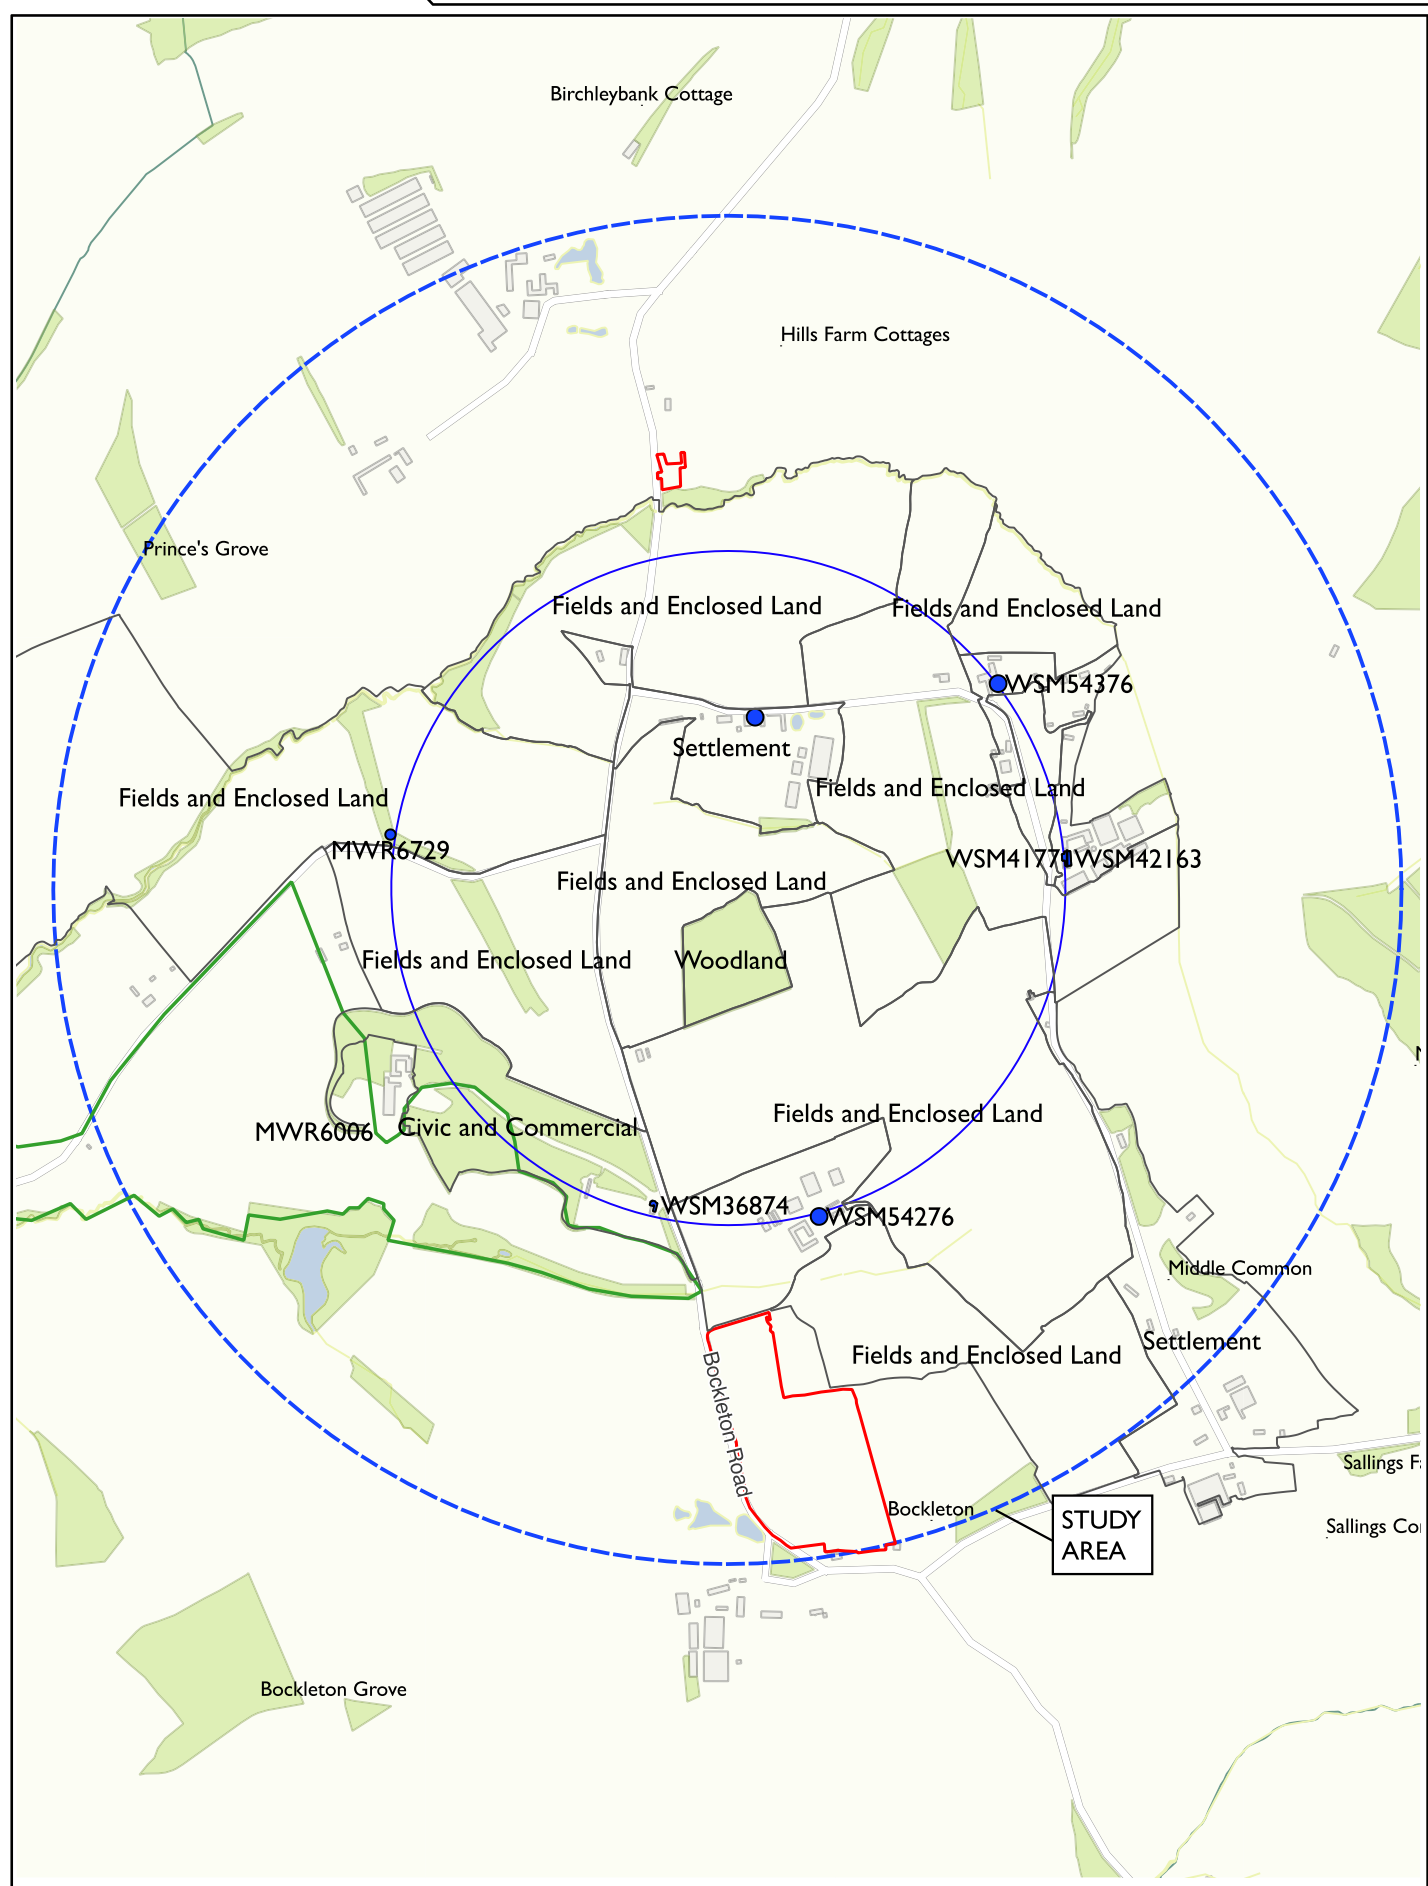 Birchleybank Cottage
Hills Farm Cottages
Prince's Grove
Fields and Enclosed Land
Fields and Enclosed Land
WSM54376
Settlement
Fields and Enclosed Land
Fields and Enclosed Land
MWR6729
WSM42163
Fields and Enclosed Land
Fields and Enclosed Land
Woodland
Fields and Enclosed Land
MWR6006
Civic and Commercial
WSM36874
WSM54276
Middle Common
Settlement
Fields and Enclosed Land
Bockleton Road
Sallings
Bockleton
STUDY
AREA
Sallings
Bockleton Grove